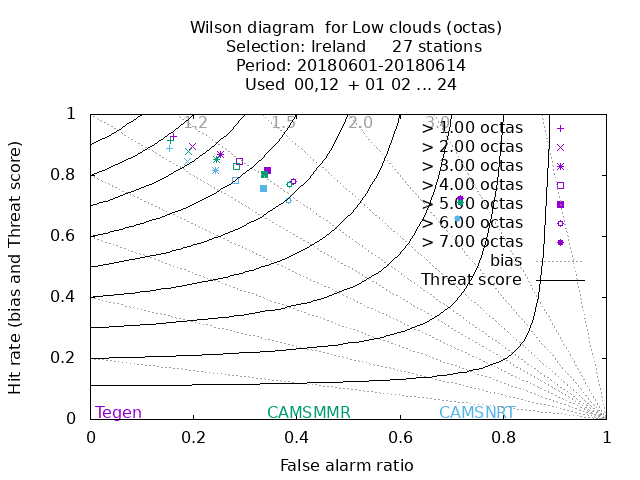 Wilson diagram  for Low clouds (octas)
Selection: Ireland     27 stations
Period: 20180601-20180614
Used  00,12  + 01 02 ... 24
Hit rate (bias and Threat score)
1
0.8
0.6
0.4
0.2
0
1.2
1.5
2.0
3.0
> 1.00 octas
> 2.00 octas
> 3.00 octas
> 4.00 octas
> 5.00 octas
> 6.00 octas
> 7.00 octas
bias
Threat score
Tegen
CAMSMMR
CAMSNRT
0
0.2
0.4
0.6
0.8
1
False alarm ratio